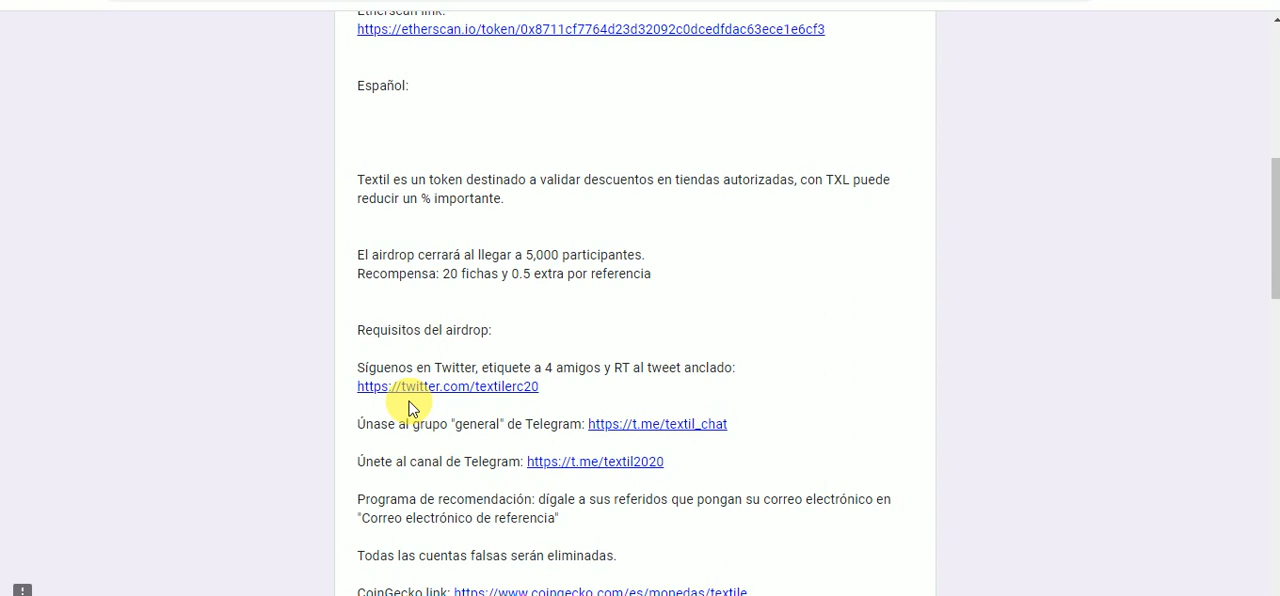 Etherscan link:
https://etherscan.io/token/0x8711cf7764d23d32092c0dcedfdac63ece1e6cf3
Español:
Textil es un token destinado a validar descuentos en tiendas autorizadas, con TXL puede
reducir un % importante.
El airdrop cerrará al llegar a 5,000 participantes.
Recompensa: 20 fichas y 0.5 extra por referencia
Requisitos del airdrop:
Síguenos en Twitter, etiquete a 4 amigos y RT al tweet anclado:
https://twitter.com/textilerc20
Únase al grupo "general" de Telegram: https://t.me/textil_chat
Únete al canal de Telegram: https://t.me/textil2020
Programa de recomendación: dígale a sus referidos que pongan su correo electrónico en
"Correo electrónico de referencia"
Todas las cuentas falsas serán eliminadas.
CoinGecko link: https://www.coingecko.com/es/monedas/textile